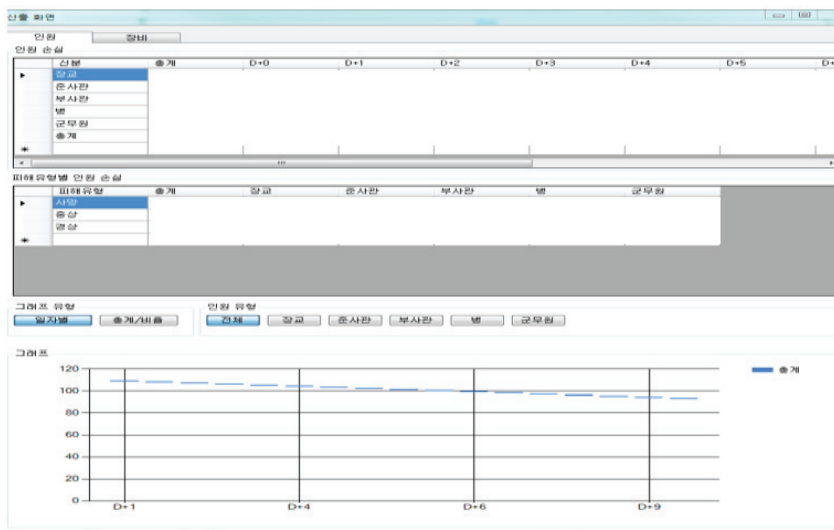 산출 화면
인원 장비
인원 손실
신분 총계 D+0 D+1 D+2 D+3 D+4 D+5 D+
장교
준사관
부사관
병
군무원
총계
피해유형별 인원 손실
피해유형 총계 장교 준사관 부사관 병 군무원
사망
중상
경상
그래프 유형 인원 유형
일자별 총계/비율 전체 장교 준사관 부사관 병 군무원
그래프
120
100
80
60
40
20
0
D+1 D+4 D+6 D+9
총계